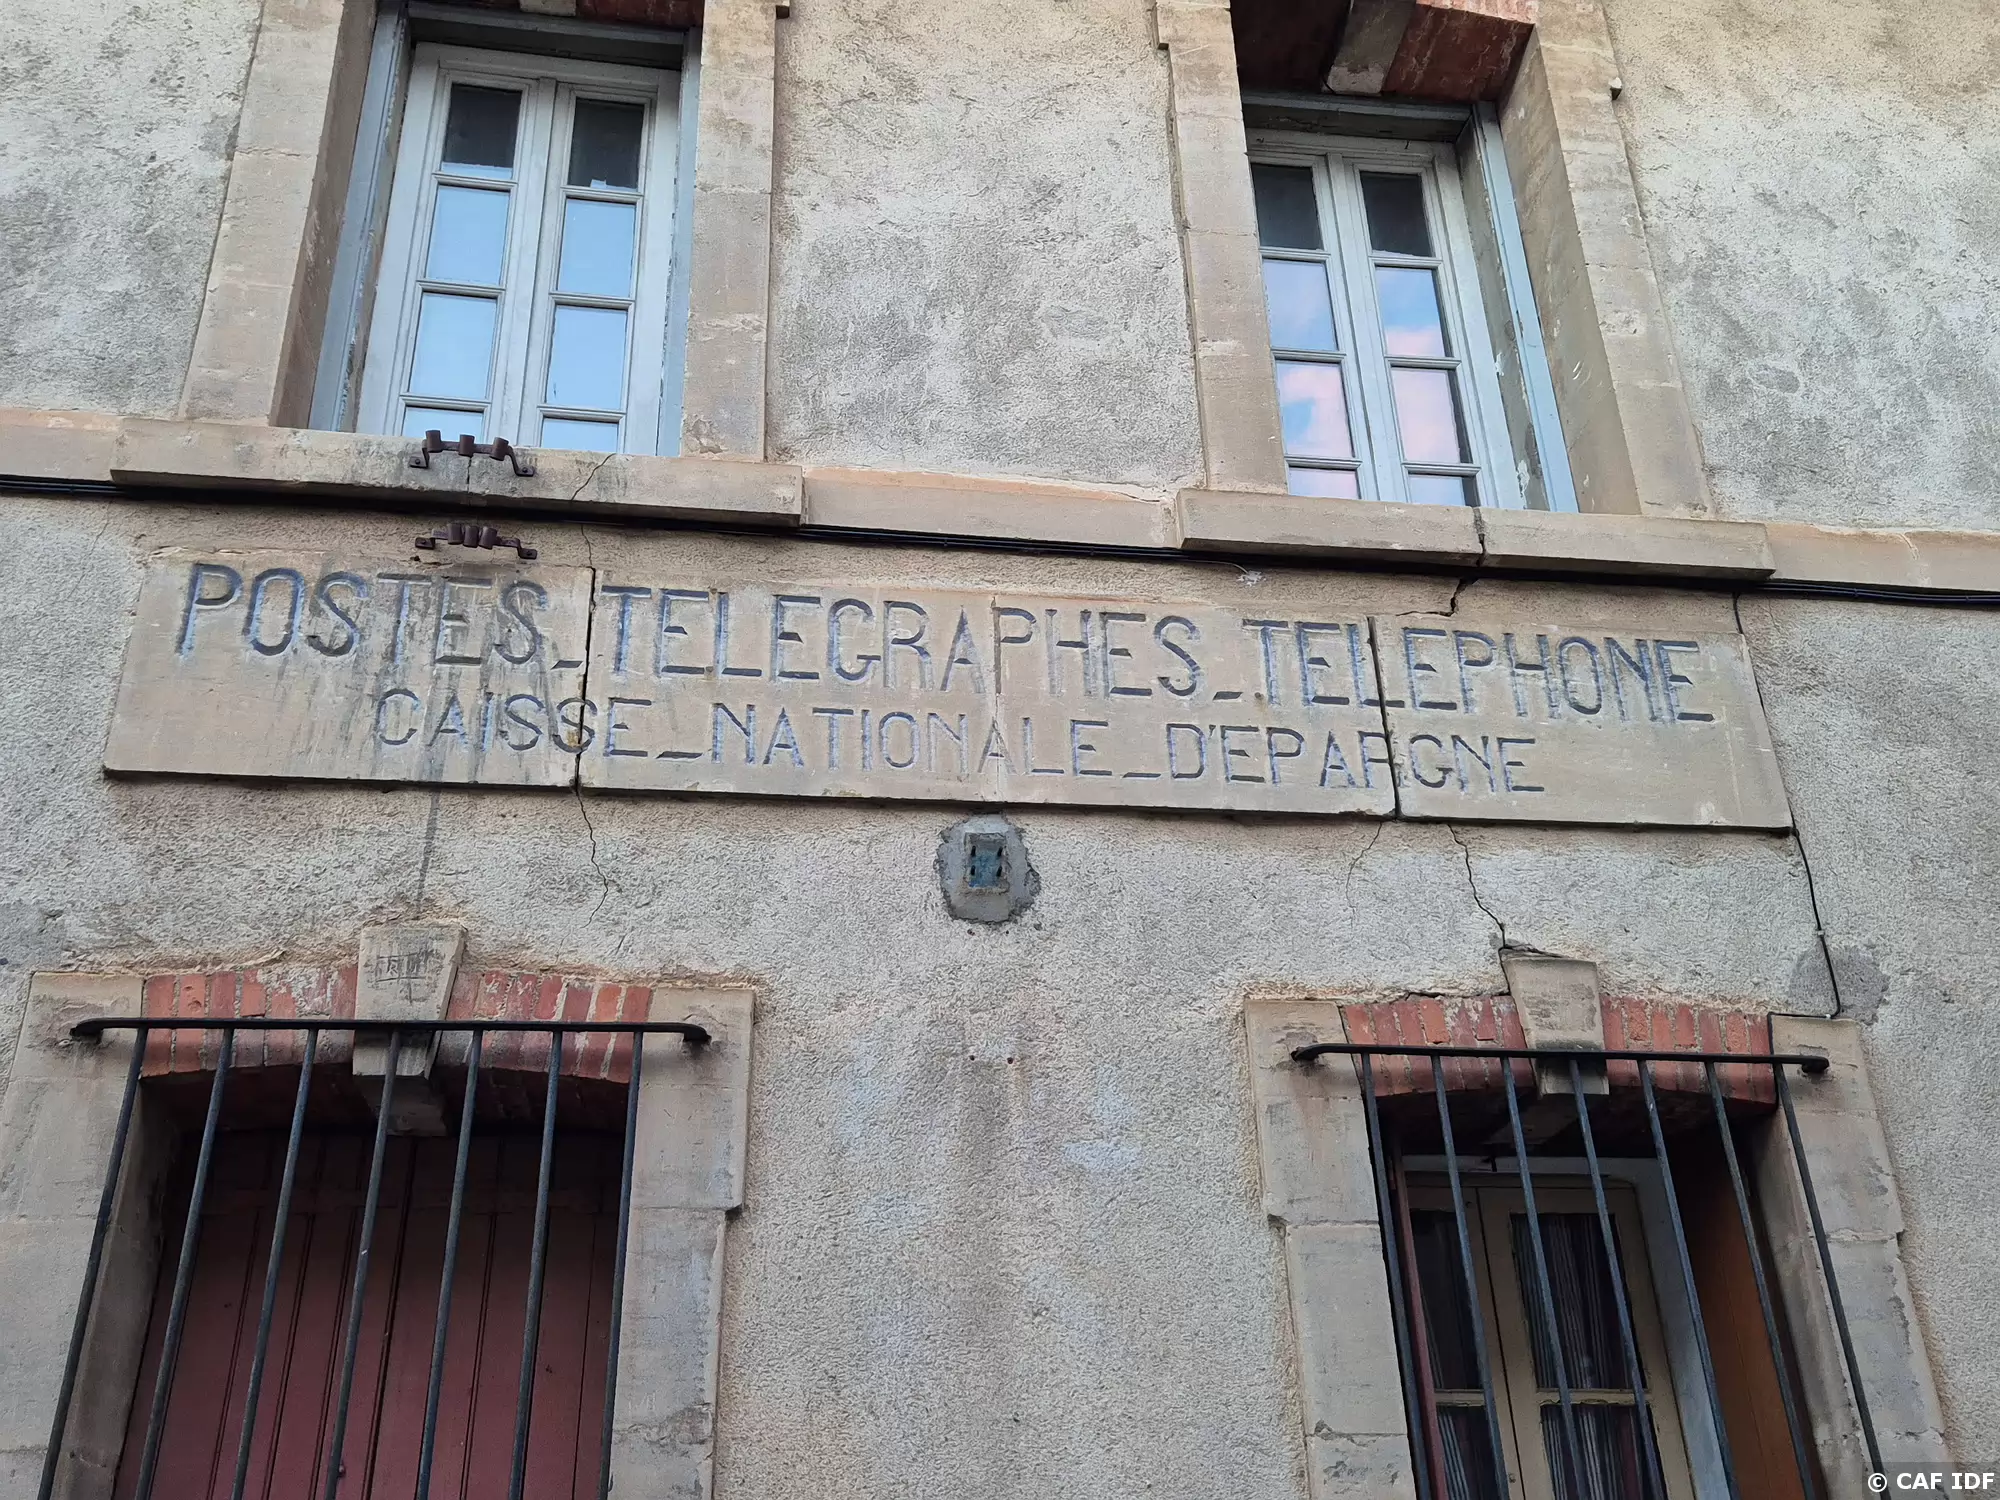 POSTES_TELEGRAPHES_TELEPHONE
CAISSE_NATIONALE_D'EPARGNE
© CAF IDF